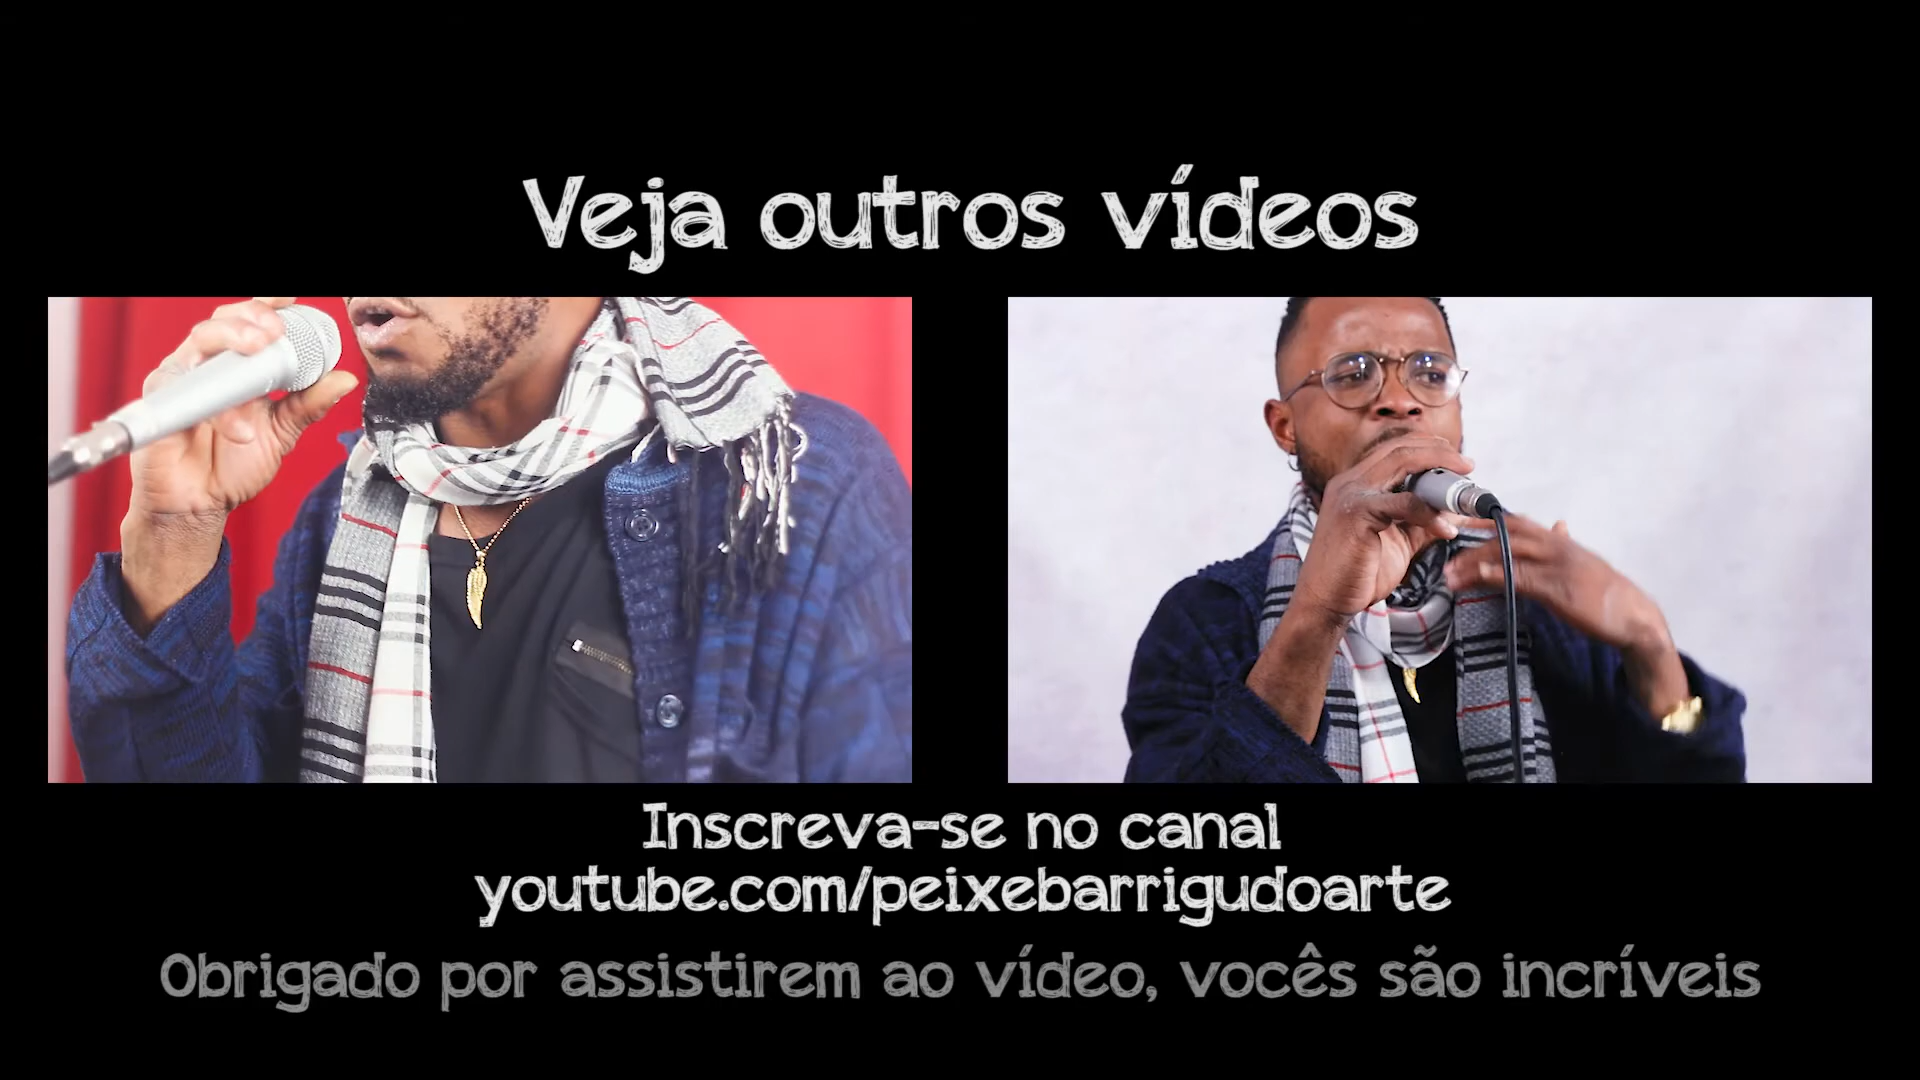 Veja outros vídeos
Inscreva-se no canal
youtube.com/peixebarrigudoarte
Obrigado por assistirem ao vídeo, vocês são incríveis